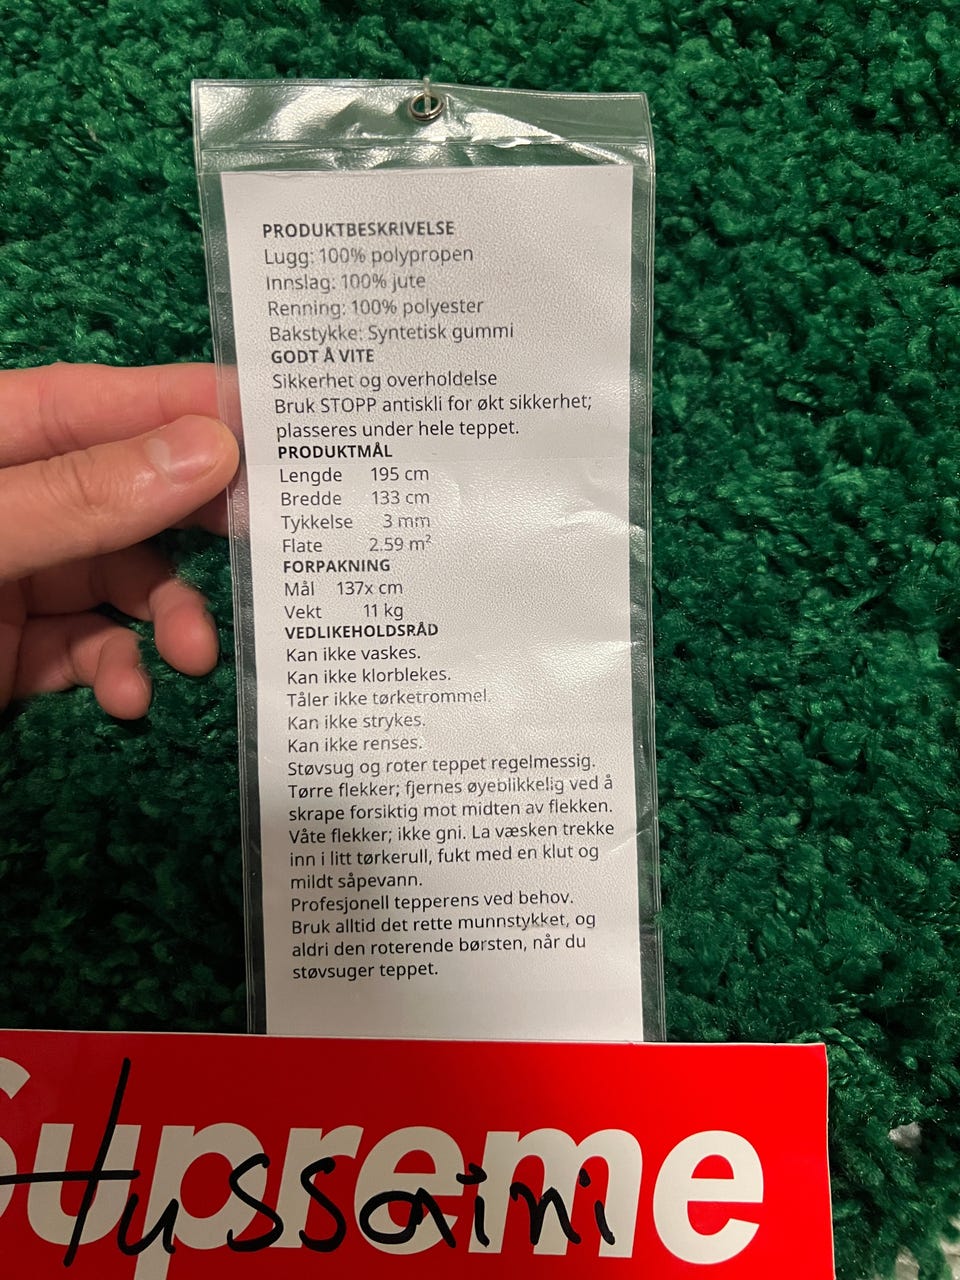 PRODUKTBESKRIVELSE
Lugg: 100% polypropen
Innslag: 100% jute
Renning: 100% polyester
Bakstykke: Syntetisk gummi
GODT Å VITE
Sikkerhet og overholdelse
Bruk STOPP antiskli for økt sikkerhet;
plasseres under hele teppet.
PRODUKTMÅL
Lengde 195 cm
Bredde 133 cm
Tykkelse 3 mm
Flate 2.59 m²
FORPAKNING
Mål 137x cm
Vekt 11 kg
VEDLIKEHOLDSRÅD
Kan ikke vaskes.
Kan ikke klorblekes.
Tåler ikke tørketrommel.
Kan ikke strykes.
Kan ikke renses.
Støvsug og roter teppet regelmessig.
Tørre flekker; fjernes øyeblikkelig ved å
skrape forsiktig mot midten av flekken.
Våte flekker; ikke gni. La væsken trekke
inn i litt tørkerull, fukt med en klut og
mildt såpevann.
Profesjonell tepperens ved behov.
Bruk alltid det rette munnstykket, og
aldri den roterende børsten, når du
støvsuger teppet.
Supreme
Hussaini